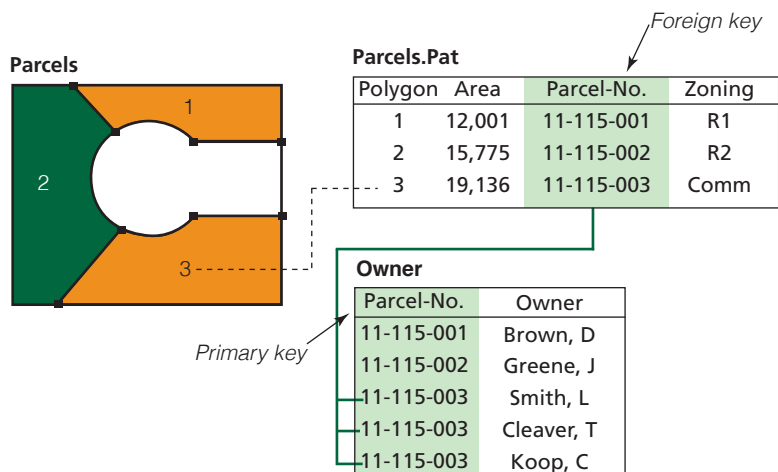 Foreign key
Parcels
Parcels.Pat
Polygon Area Parcel-No. Zoning
1 12,001 11-115-001 R1
2 15,775 11-115-002 R2
3 19,136 11-115-003 Comm
1
2
3
Owner
Parcel-No. Owner
11-115-001 Brown, D
11-115-002 Greene, J
11-115-003 Smith, L
11-115-003 Cleaver, T
11-115-003 Koop, C
Primary key